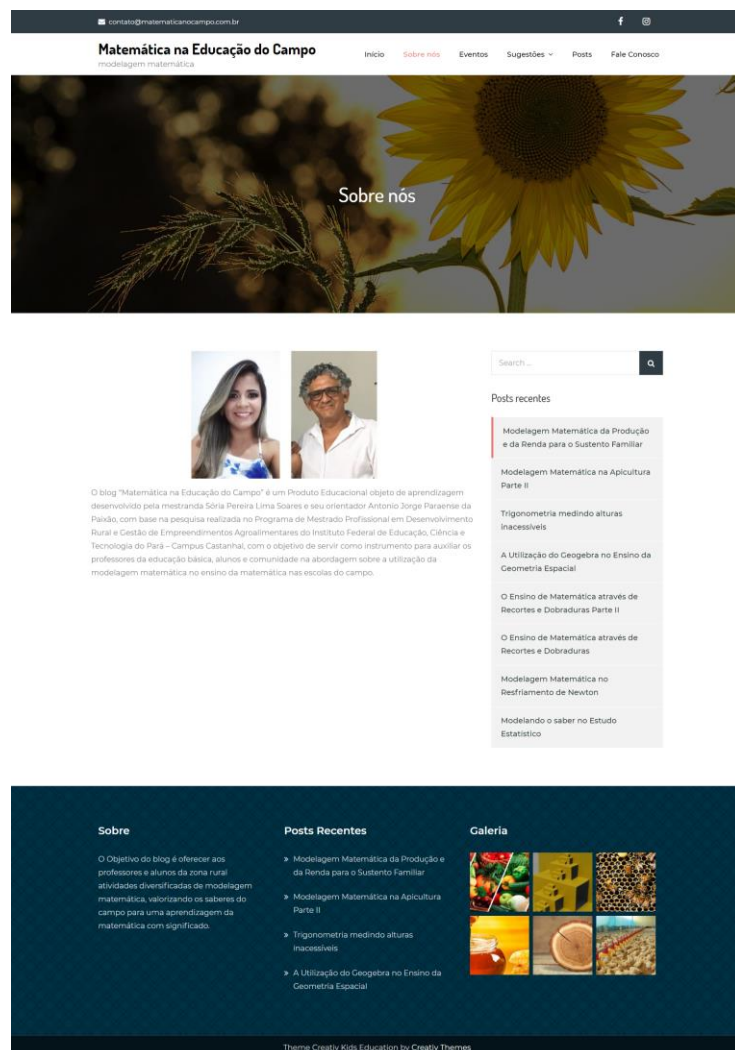 contato@matematicanocampo.com.br
Matemática na Educação do Campo
modelagem matemática
Início Sobre nós Eventos Sugestões Posts Fale Conosco
Sobre nós
Search ...
Posts recentes
Modelagem Matemática da Produção
e da Renda para o Sustento Familiar
Modelagem Matemática na Apicultura
Parte II
Trigonometria medindo alturas
inacessíveis
A Utilização do Geogebra no Ensino da
Geometria Espacial
O Ensino de Matemática através de
Recortes e Dobraduras Parte II
O Ensino de Matemática através de
Recortes e Dobraduras
Modelagem Matemática no
Resfriamento de Newton
Modelando o saber no Estudo
Estatístico
O blog "Matemática na Educação do Campo" é um Produto Educacional objeto de aprendizagem
desenvolvido pela mestranda Sória Pereira Lima Soares e seu orientador Antonio Jorge Paraense da
Paixão, com base na pesquisa realizada no Programa de Mestrado Profissional em Desenvolvimento
Rural e Gestão de Empreendimentos Agroalimentares do Instituto Federal de Educação, Ciência e
Tecnologia do Pará – Campus Castanhal, com o objetivo de servir como instrumento para auxiliar os
professores da educação básica, alunos e comunidade na abordagem sobre a utilização da
modelagem matemática no ensino da matemática nas escolas do campo.
Sobre
O Objetivo do blog é oferecer aos
professores e alunos da zona rural
atividades diversificadas de modelagem
matemática, valorizando os saberes do
campo para uma aprendizagem da
matemática com significado.
Posts Recentes
» Modelagem Matemática da Produção e
da Renda para o Sustento Familiar
» Modelagem Matemática na Apicultura
Parte II
» Trigonometria medindo alturas
inacessíveis
» A Utilização do Geogebra no Ensino da
Geometria Espacial
Galeria
Theme Creativ Kids Education by Creativ Themes